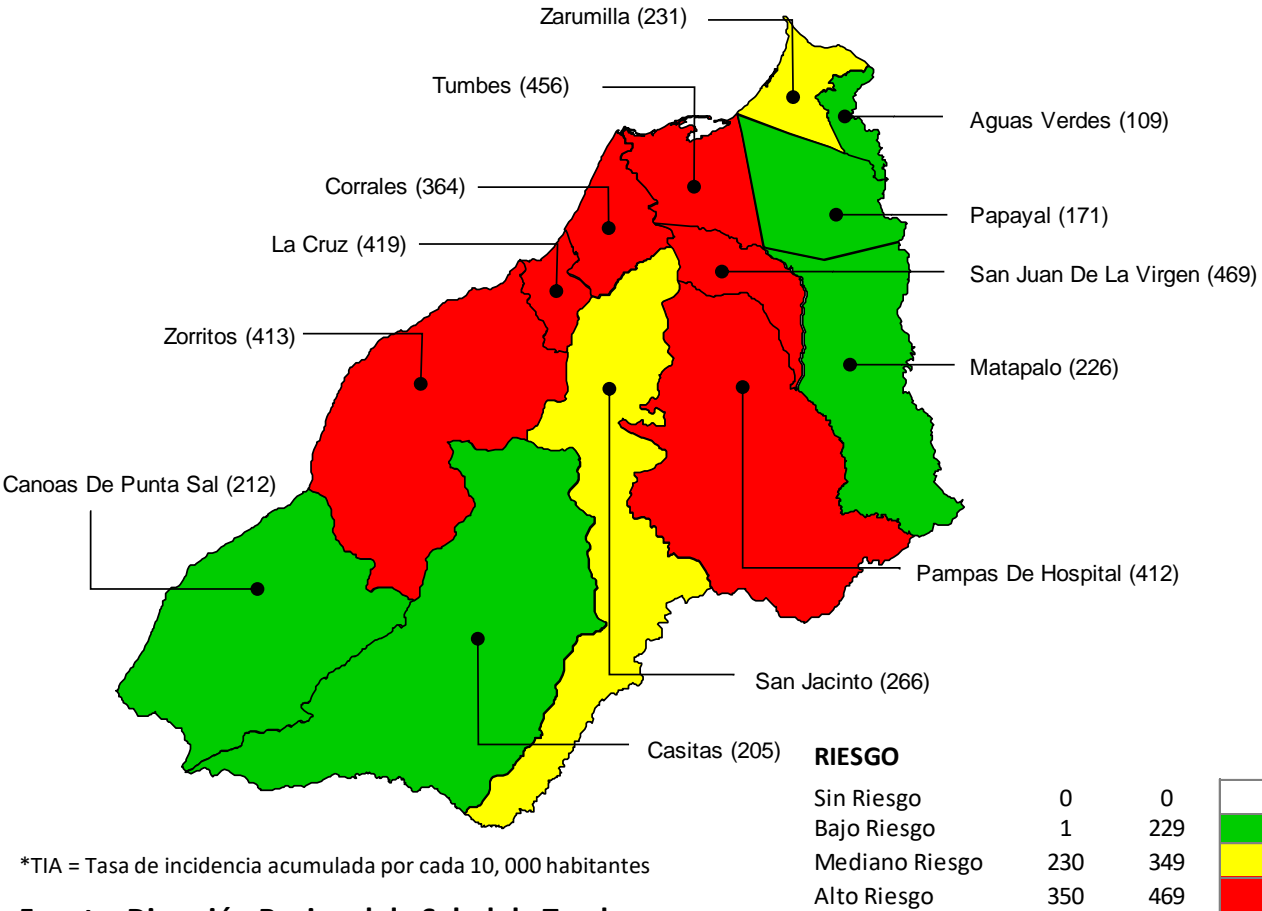 Zarumilla (231)
Tumbes (456)
Aguas Verdes (109)
Corrales (364)
Papayal (171)
La Cruz (419)
San Juan De La Virgen (469)
Zorritos (413)
Matapalo (226)
Canoas De Punta Sal (212)
Pampas De Hospital (412)
San Jacinto (266)
Casitas (205)
RIESGO
Sin Riesgo 0 0
Bajo Riesgo 1 229
Mediano Riesgo 230 349
Alto Riesgo 350 469
*TIA = Tasa de incidencia acumulada por cada 10, 000 habitantes